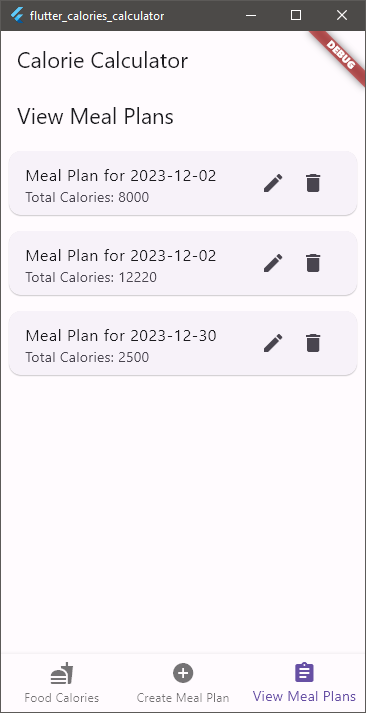 flutter_calories_calculator
DEBUG
Calorie Calculator
View Meal Plans
Meal Plan for 2023-12-02
Total Calories: 8000
Meal Plan for 2023-12-02
Total Calories: 12220
Meal Plan for 2023-12-30
Total Calories: 2500
Food Calories
Create Meal Plan
View Meal Plans